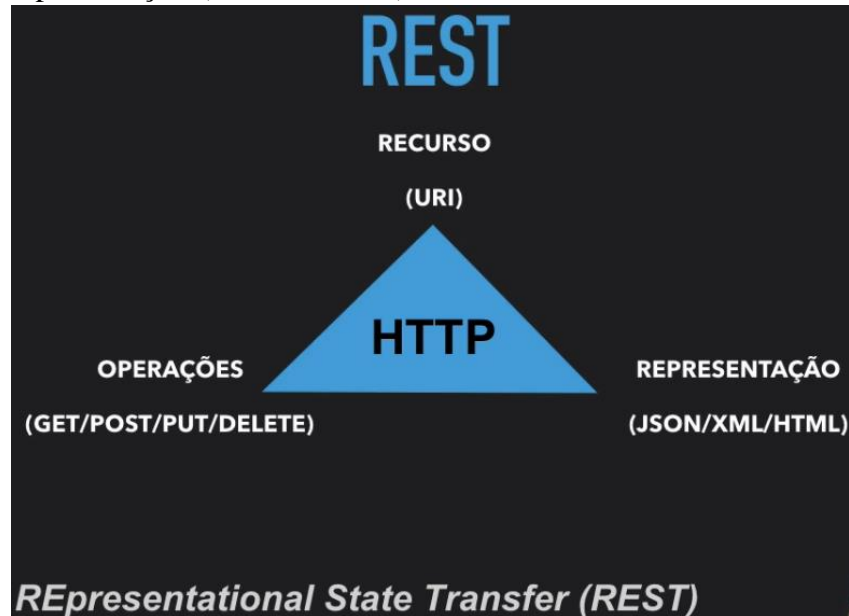 REST
RECURSO
(URI)
HTTP
OPERAÇÕES
REPRESENTAÇÃO
(GET/POST/PUT/DELETE)
(JSON/XML/HTML)
REpresentational State Transfer (REST)